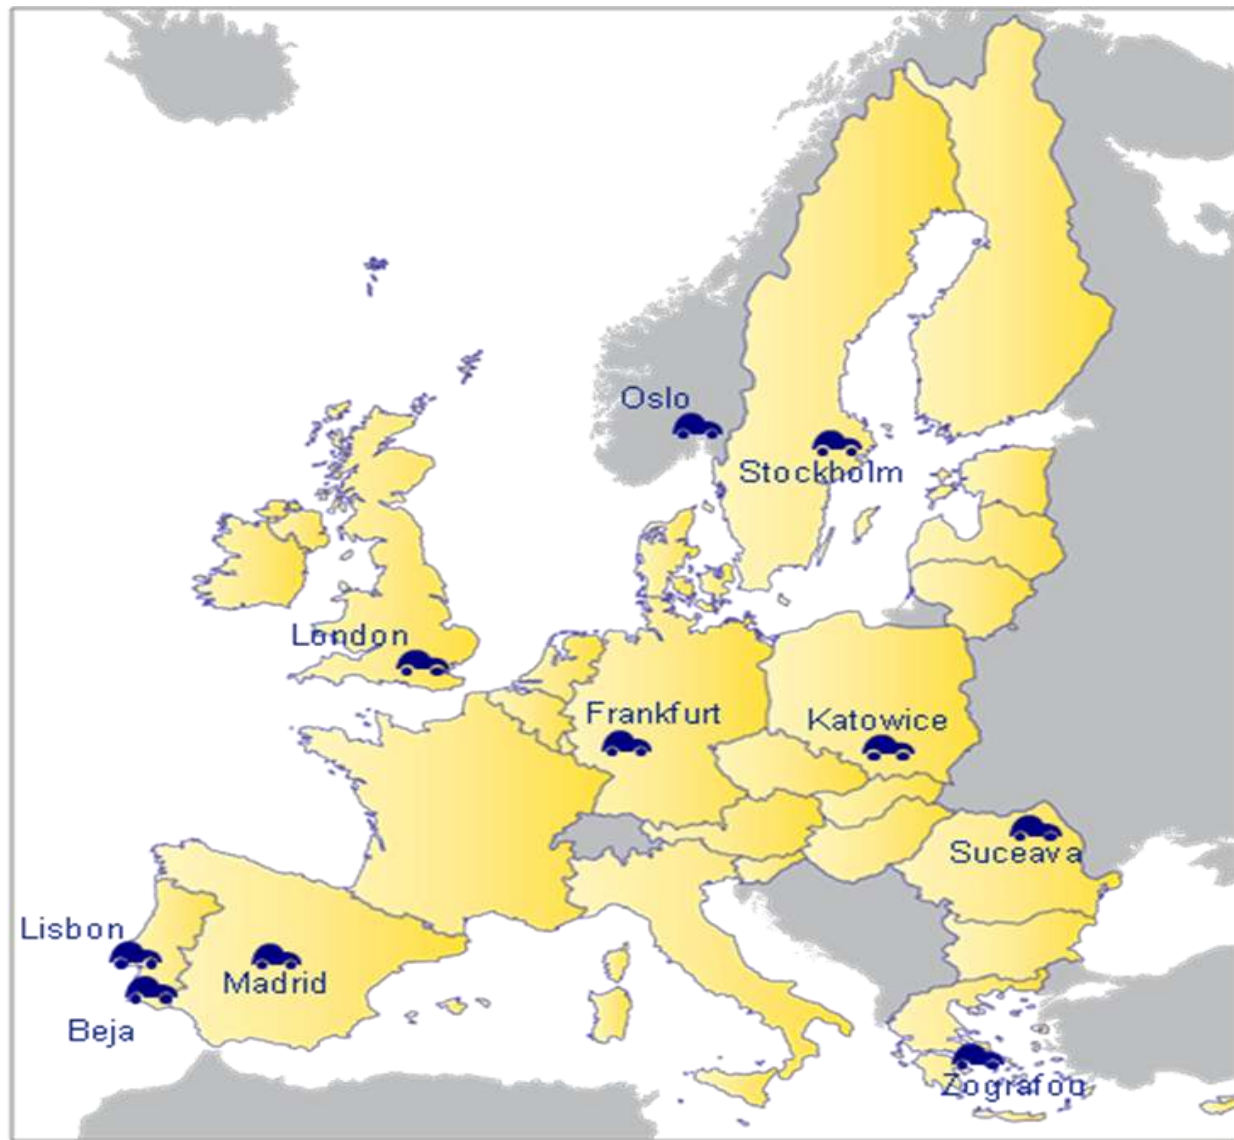 Oslo
Stockholm
London
Frankfurt
Katowice
Suceava
Lisbon
Madrid
Beja
Zografou